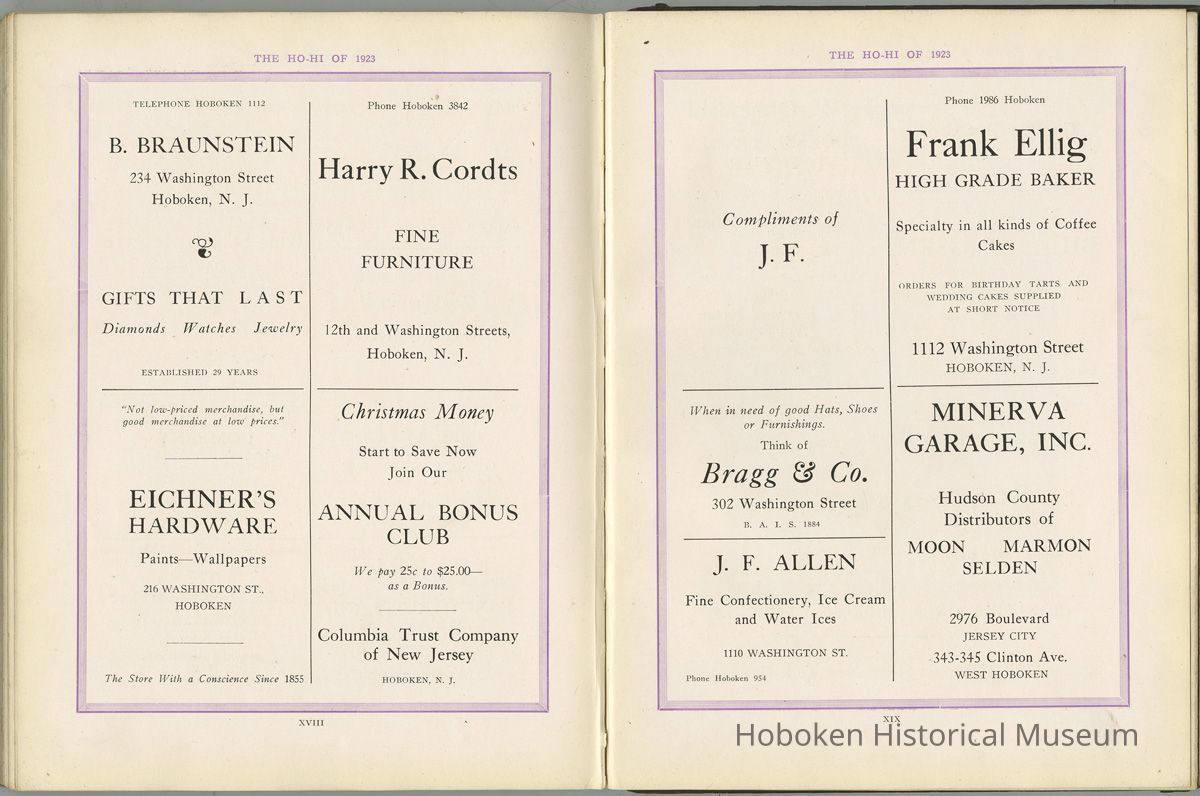 THE HO-HI OF 1923
TELEPHONE HOBOKEN 1112
B. BRAUNSTEIN
234 Washington Street
Hoboken, N. J.
GIFTS THAT LAST
Diamonds Watches Jewelry
ESTABLISHED 29 YEARS
"Not low-priced merchandise, but
good merchandise at low prices."
EICHNER'S
HARDWARE
Paints—Wallpapers
216 WASHINGTON ST.,
HOBOKEN
The Store With a Conscience Since 1855
Phone Hoboken 3842
Harry R. Cordts
FINE
FURNITURE
12th and Washington Streets,
Hoboken, N. J.
Christmas Money
Start to Save Now
Join Our
ANNUAL BONUS
CLUB
We pay 25c to $25.00—
as a Bonus.
Columbia Trust Company
of New Jersey
HOBOKEN, N. J.
XVIII
THE HO-HI OF 1923
Compliments of
J. F.
When in need of good Hats, Shoes
or Furnishings.
Think of
Bragg & Co.
302 Washington Street
B. A. I. S. 1884
J. F. ALLEN
Fine Confectionery, Ice Cream
and Water Ices
1110 WASHINGTON ST.
Phone Hoboken 954
Phone 1986 Hoboken
Frank Ellig
HIGH GRADE BAKER
Specialty in all kinds of Coffee
Cakes
ORDERS FOR BIRTHDAY TARTS AND
WEDDING CAKES SUPPLIED
AT SHORT NOTICE
1112 Washington Street
HOBOKEN, N. J.
MINERVA
GARAGE, INC.
Hudson County
Distributors of
MOON MARMON
SELDEN
2976 Boulevard
JERSEY CITY
343-345 Clinton Ave.
WEST HOBOKEN
XIX
Hoboken Historical Museum